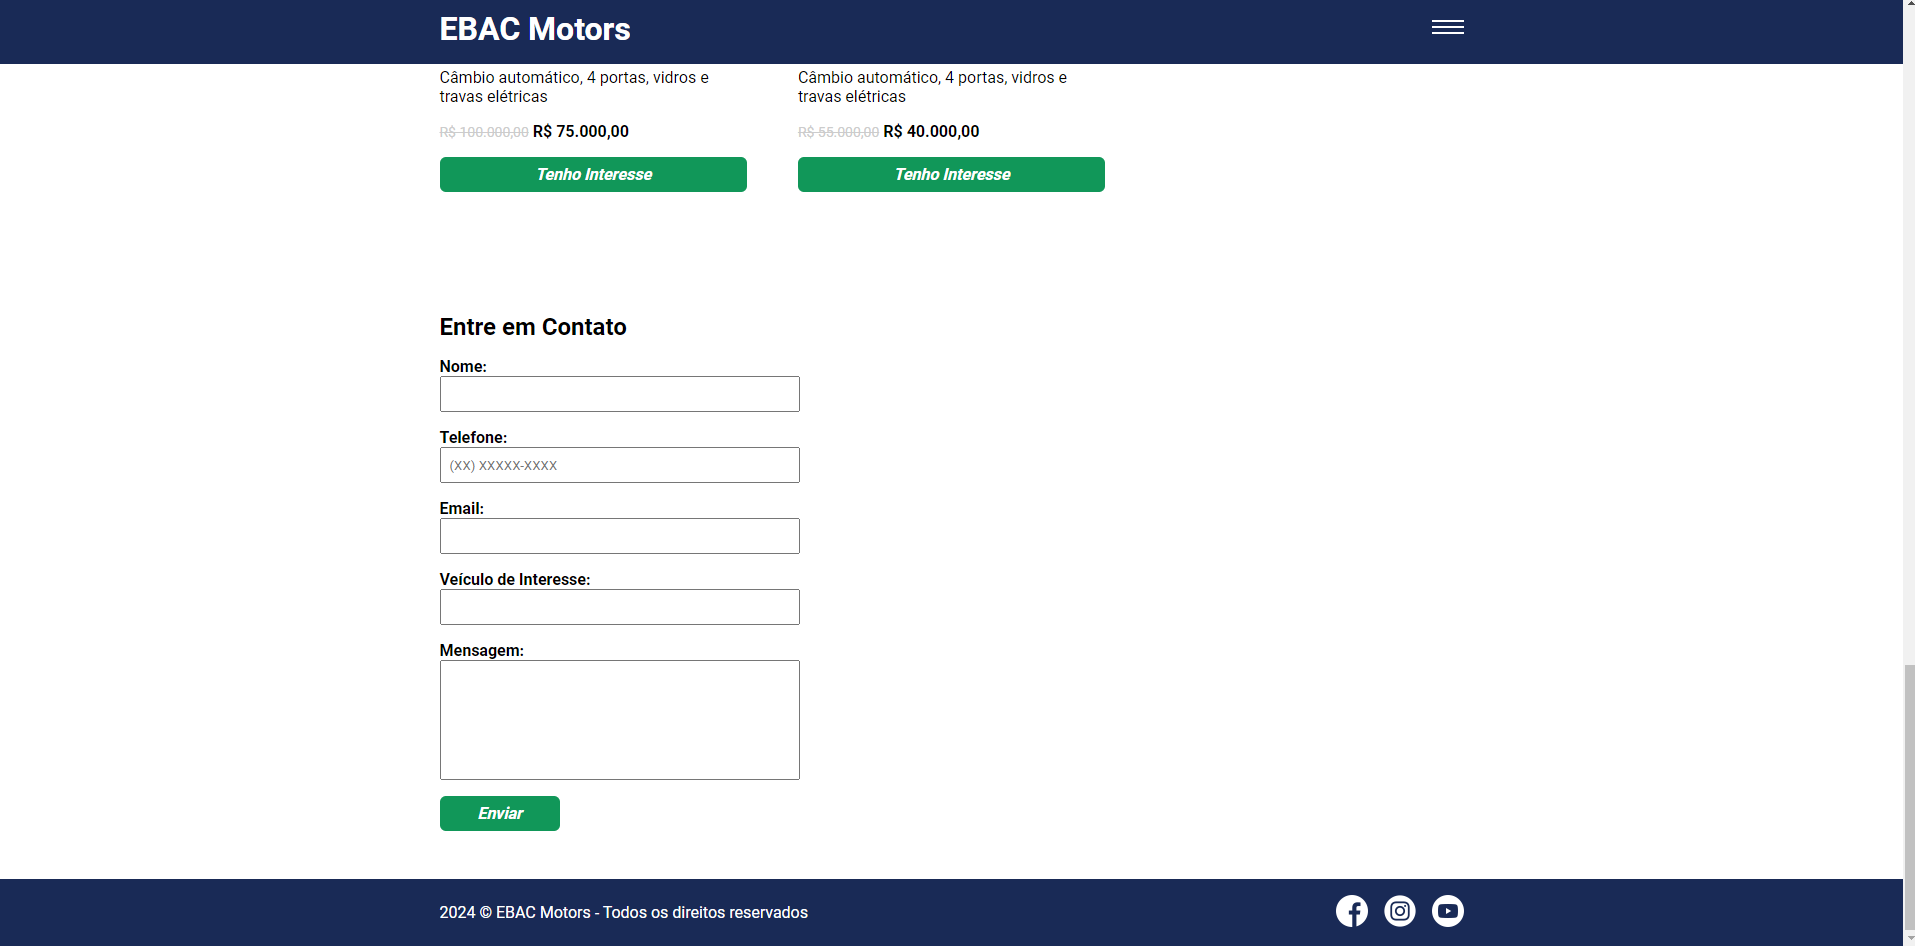 EBAC Motors
Câmbio automático, 4 portas, vidros e
travas elétricas
R$ 100.000,00 R$ 75.000,00
Tenho Interesse
Câmbio automático, 4 portas, vidros e
travas elétricas
R$ 55.000,00 R$ 40.000,00
Tenho Interesse
Entre em Contato
Nome:
Telefone:
(XX) XXXXX-XXXX
Email:
Veículo de Interesse:
Mensagem:
Enviar
2024 © EBAC Motors - Todos os direitos reservados